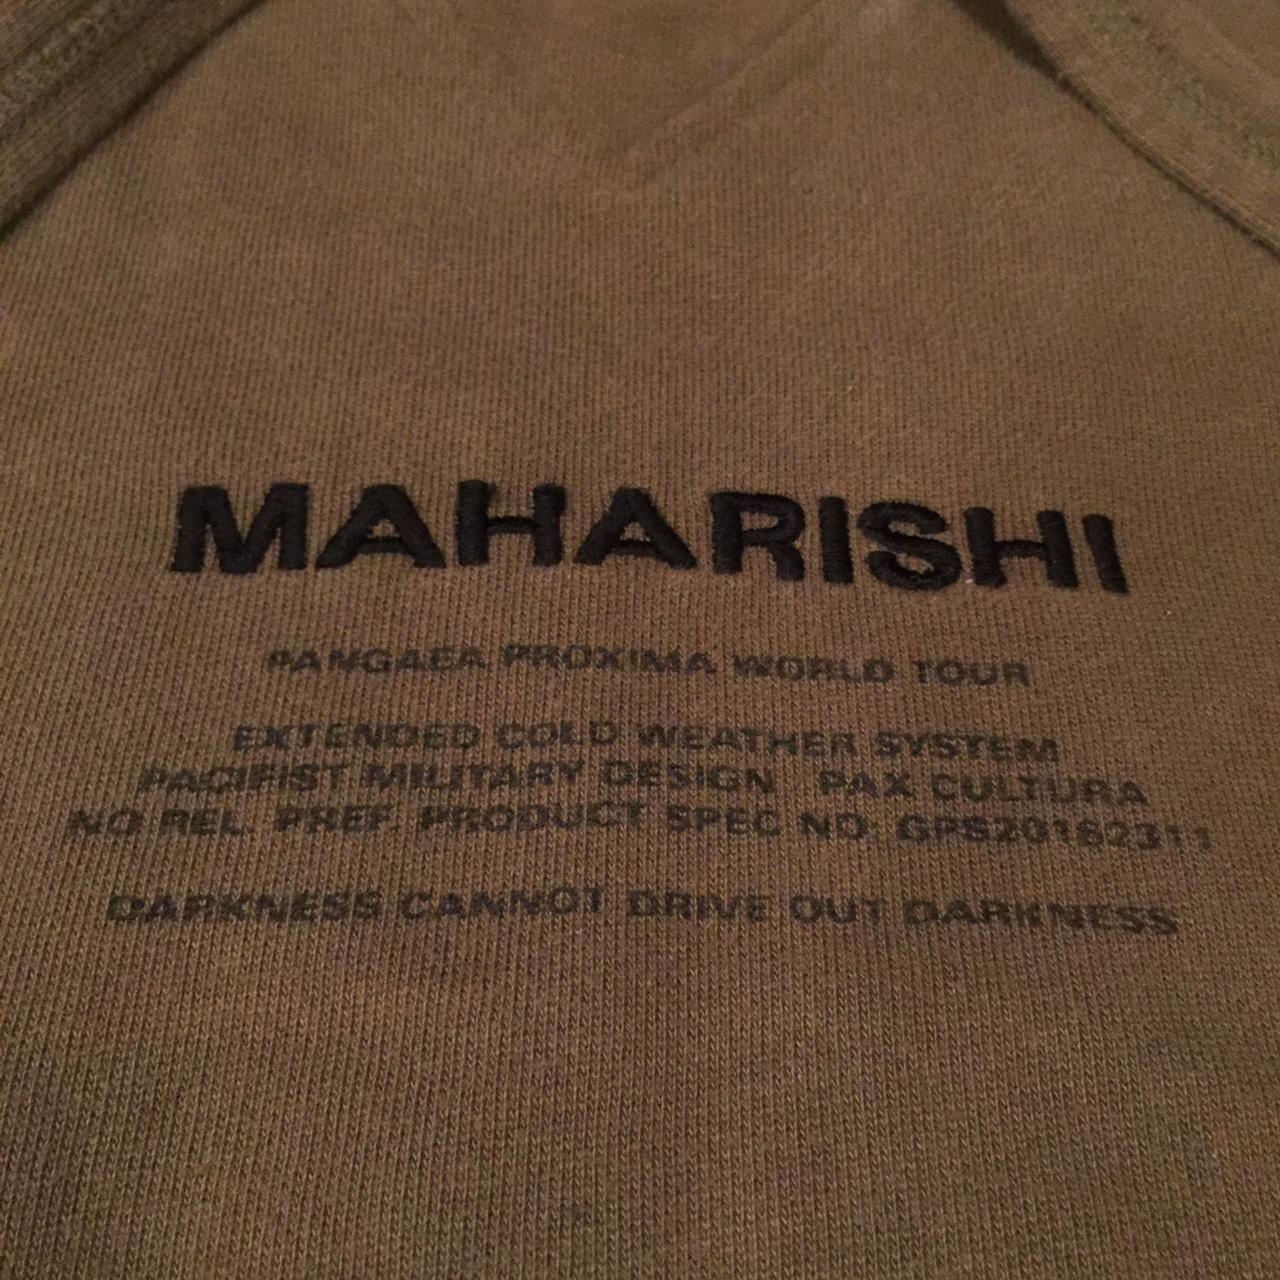 MAHARISHI
PANGAEA PROXIMA WORLD TOUR
EXTENDED COLD WEATHER SYSTEM
PACIFIST MILITARY DESIGN PAX CULTURA
NO REL. PREF. PRODUCT SPEC NO. GPS20162311
DARKNESS CANNOT DRIVE OUT DARKNESS